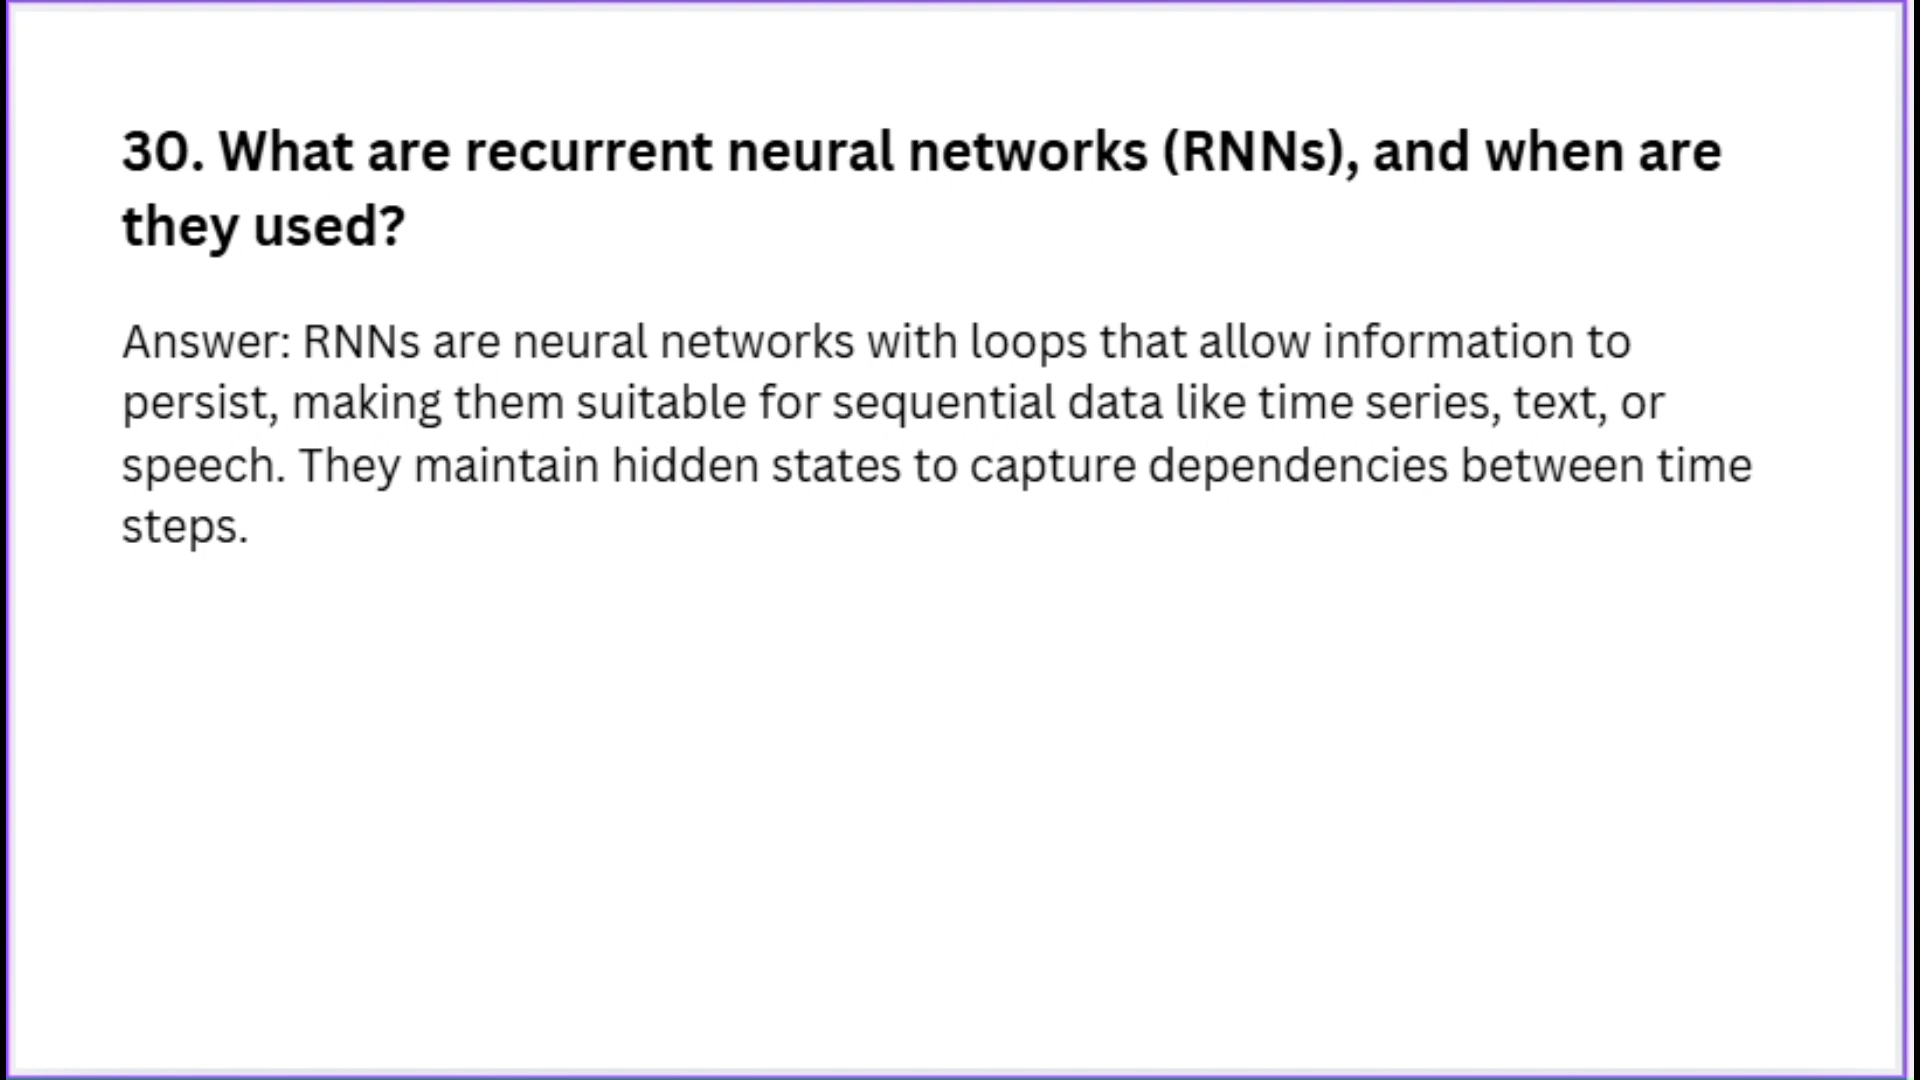 30. What are recurrent neural networks (RNNs), and when are
they used?
Answer: RNNs are neural networks with loops that allow information to
persist, making them suitable for sequential data like time series, text, or
speech. They maintain hidden states to capture dependencies between time
steps.